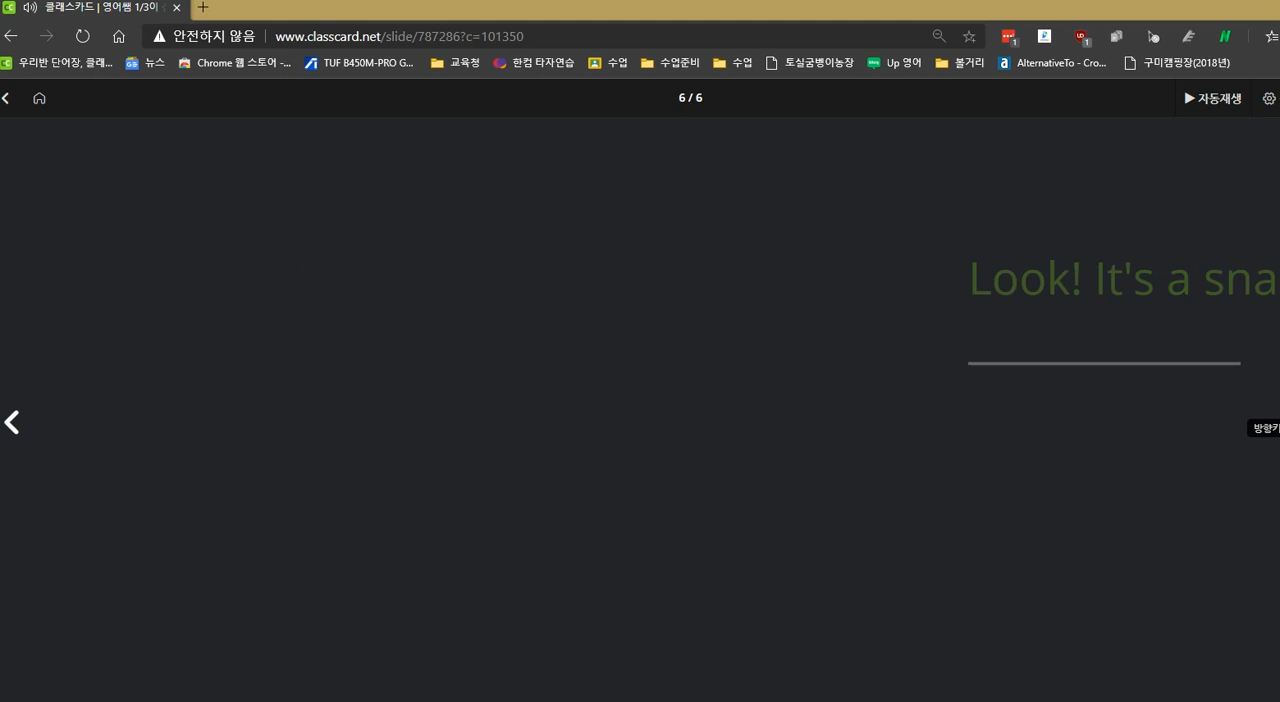 클래스카드 | 영어쌤 1/3이
안전하지 않음 www.classcard.net/slide/787286?c=101350
우리반 단어장, 클래... 뉴스 Chrome 웹 스토어 -... TUF B450M-PRO G... 교육청 한컴 타자연습 수업 수업준비 수업 토실굼벵이농장 Up 영어 볼거리 AlternativeTo - Cro... 구미캠핑장(2018년)
6 / 6
자동재생
Look! It's a sna
방향키